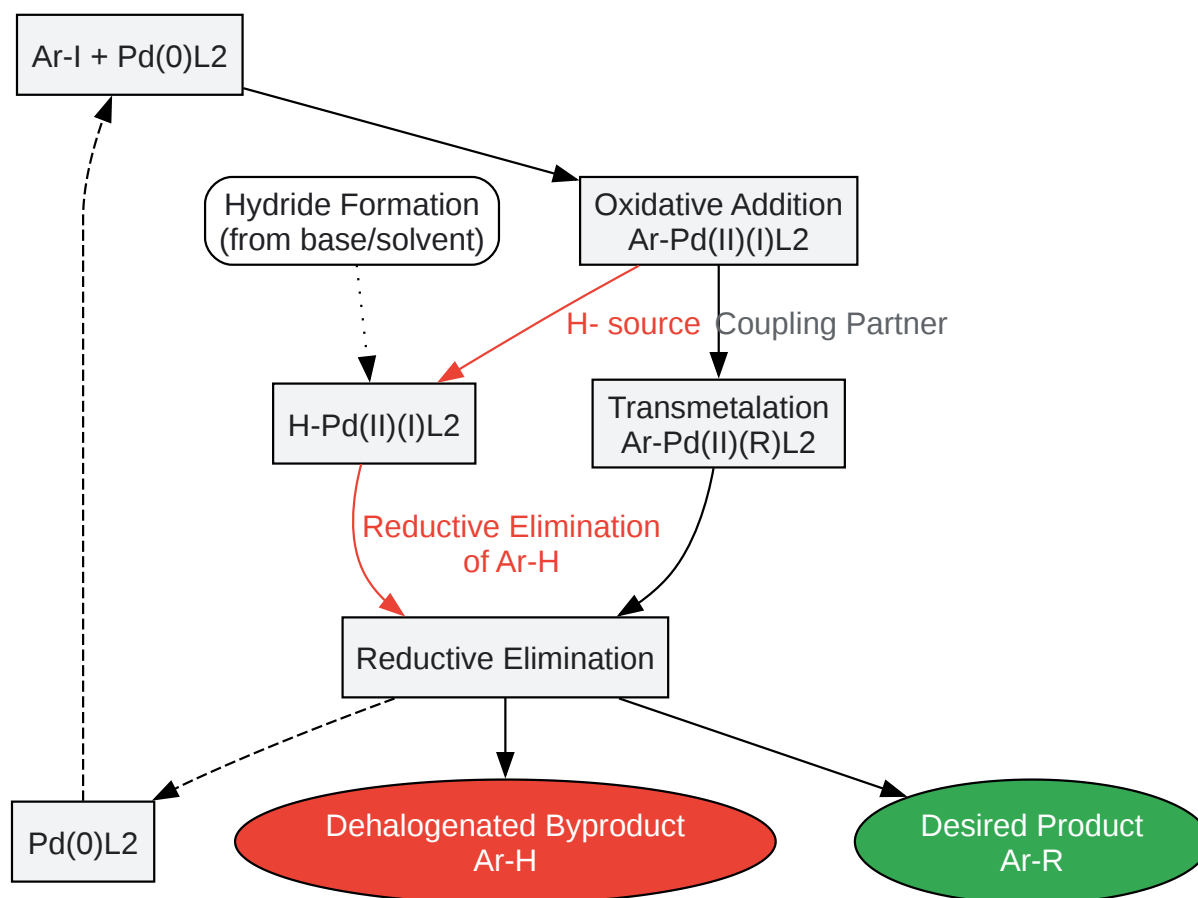 Ar-I + Pd(0)L2
Hydride Formation
(from base/solvent)
Oxidative Addition
Ar-Pd(II)(I)L2
H- source
Coupling Partner
H-Pd(II)(I)L2
Transmetalation
Ar-Pd(II)(R)L2
Reductive Elimination
of Ar-H
Reductive Elimination
Pd(0)L2
Dehalogenated Byproduct
Ar-H
Desired Product
Ar-R